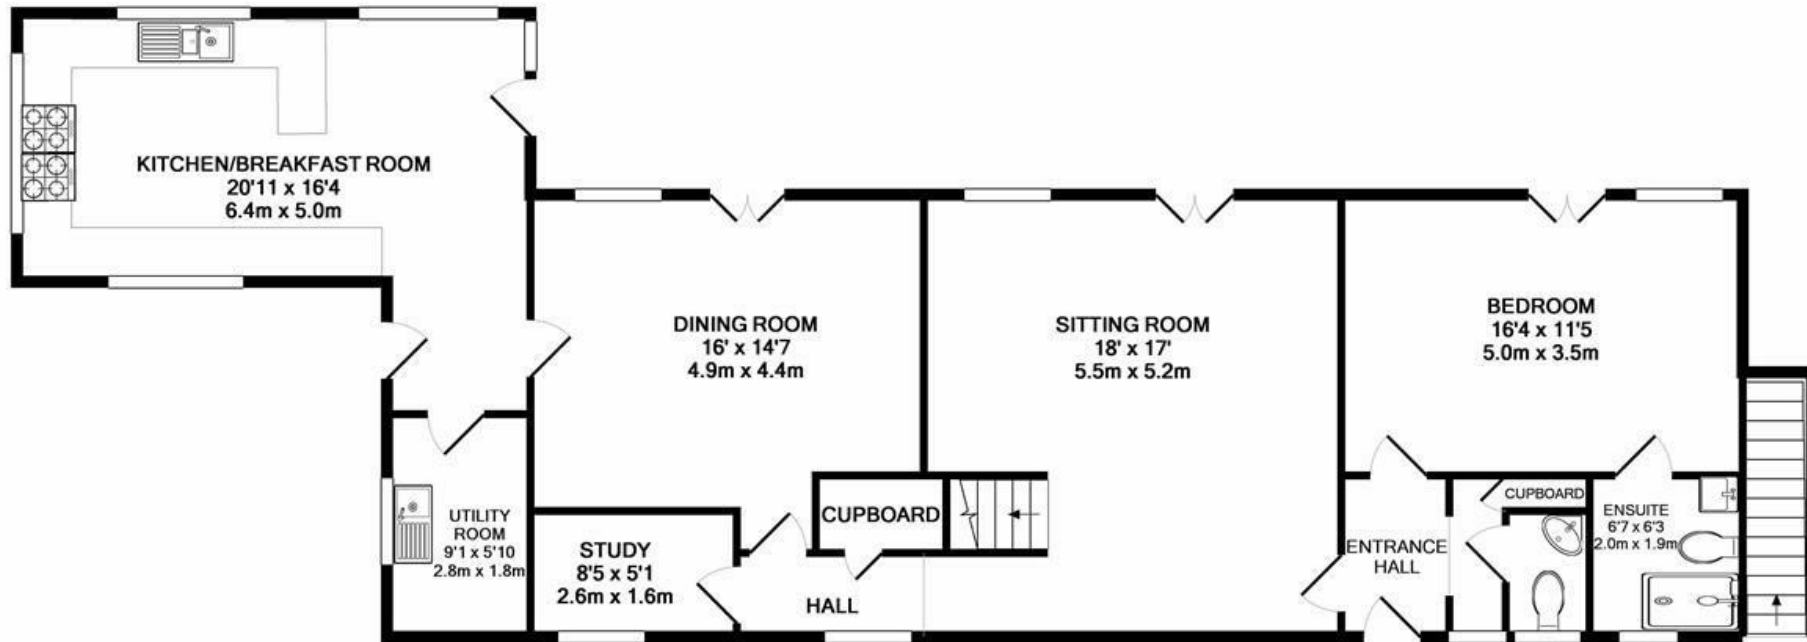 KITCHEN/BREAKFAST ROOM
20'11 x 16'4
6.4m x 5.0m
DINING ROOM
16' x 14'7
4.9m x 4.4m
SITTING ROOM
18' x 17'
5.5m x 5.2m
BEDROOM
16'4 x 11'5
5.0m x 3.5m
UTILITY
ROOM
9'1 x 5'10
2.8m x 1.8m
STUDY
8'5 x 5'1
2.6m x 1.6m
CUPBOARD
HALL
ENTRANCE
HALL
CUPBOARD
ENSUITE
6'7 x 6'3
2.0m x 1.9m